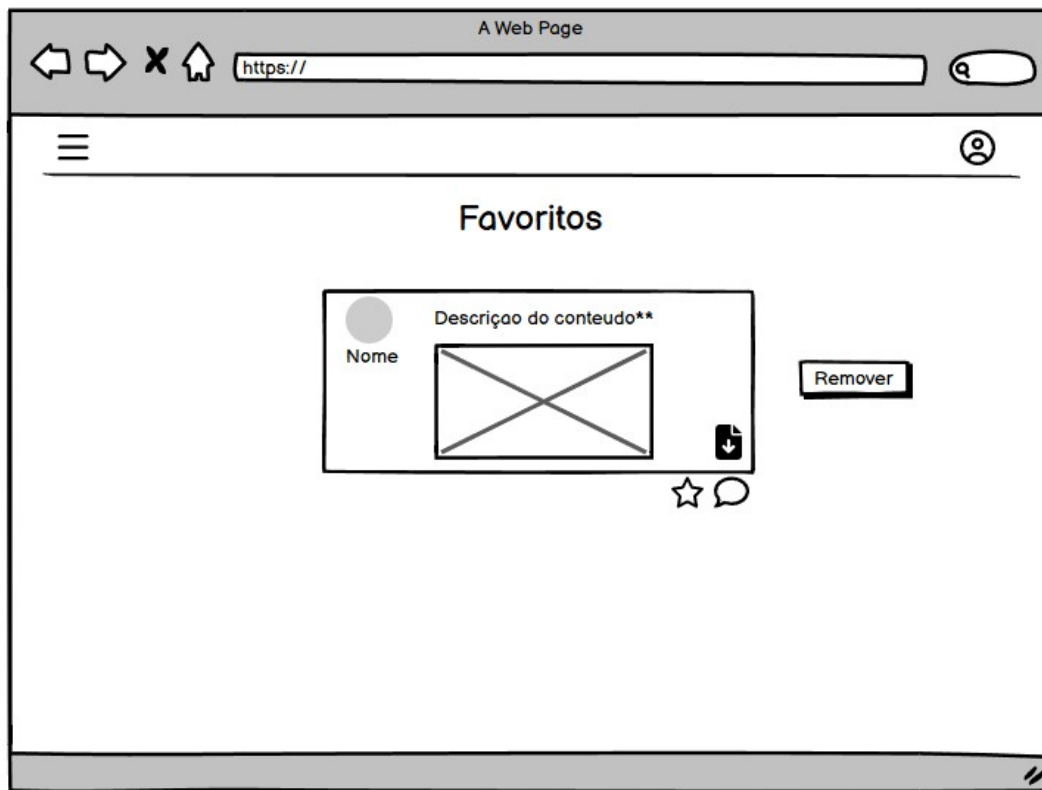 A Web Page
https://
Favoritos
Descriçao do conteudo**
Nome
Remover